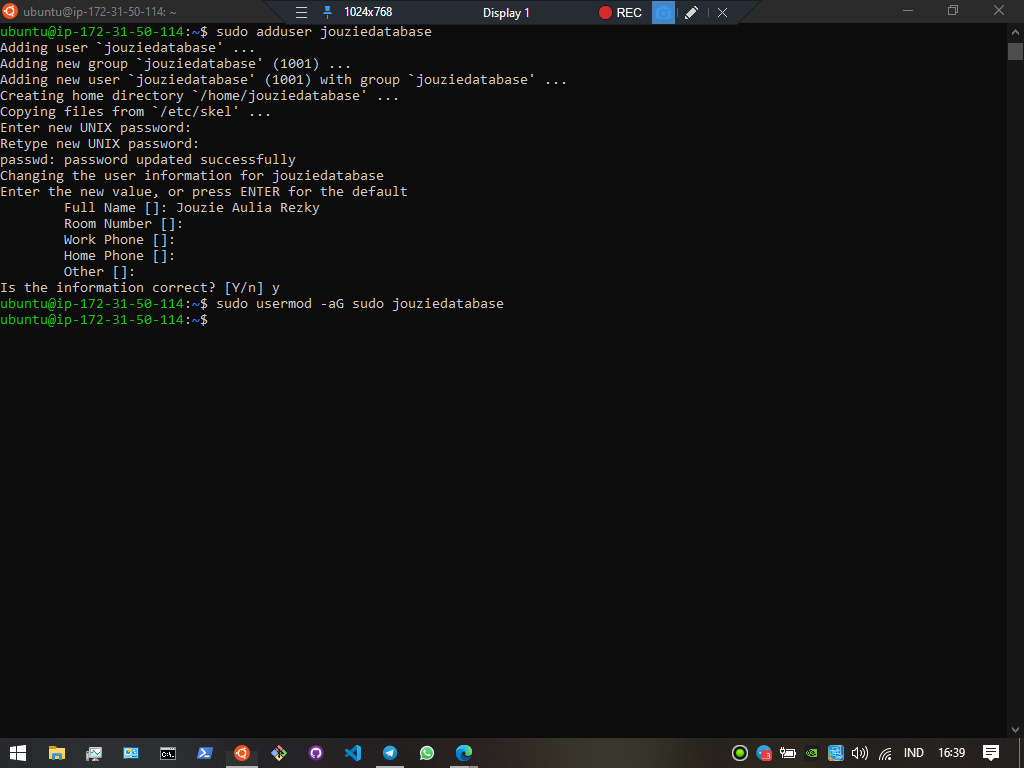 ubuntu@ip-172-31-50-114: ~
1024x768
Display 1
REC
ubuntu@ip-172-31-50-114:~$ sudo adduser jouziedatabase
Adding user `jouziedatabase' ...
Adding new group `jouziedatabase' (1001) ...
Adding new user `jouziedatabase' (1001) with group `jouziedatabase' ...
Creating home directory `/home/jouziedatabase' ...
Copying files from `/etc/skel' ...
Enter new UNIX password:
Retype new UNIX password:
passwd: password updated successfully
Changing the user information for jouziedatabase
Enter the new value, or press ENTER for the default
Full Name []: Jouzie Aulia Rezky
Room Number []:
Work Phone []:
Home Phone []:
Other []:
Is the information correct? [Y/n] y
ubuntu@ip-172-31-50-114:~$ sudo usermod -aG sudo jouziedatabase
ubuntu@ip-172-31-50-114:~$
IND
16:39